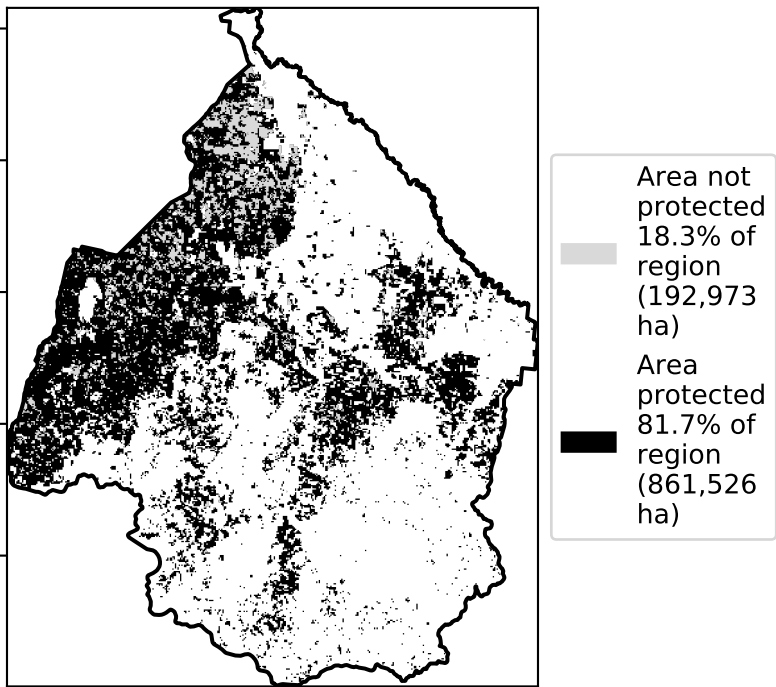 Area not
protected
18.3% of
region
(192,973
ha)
Area
protected
81.7% of
region
(861,526
ha)